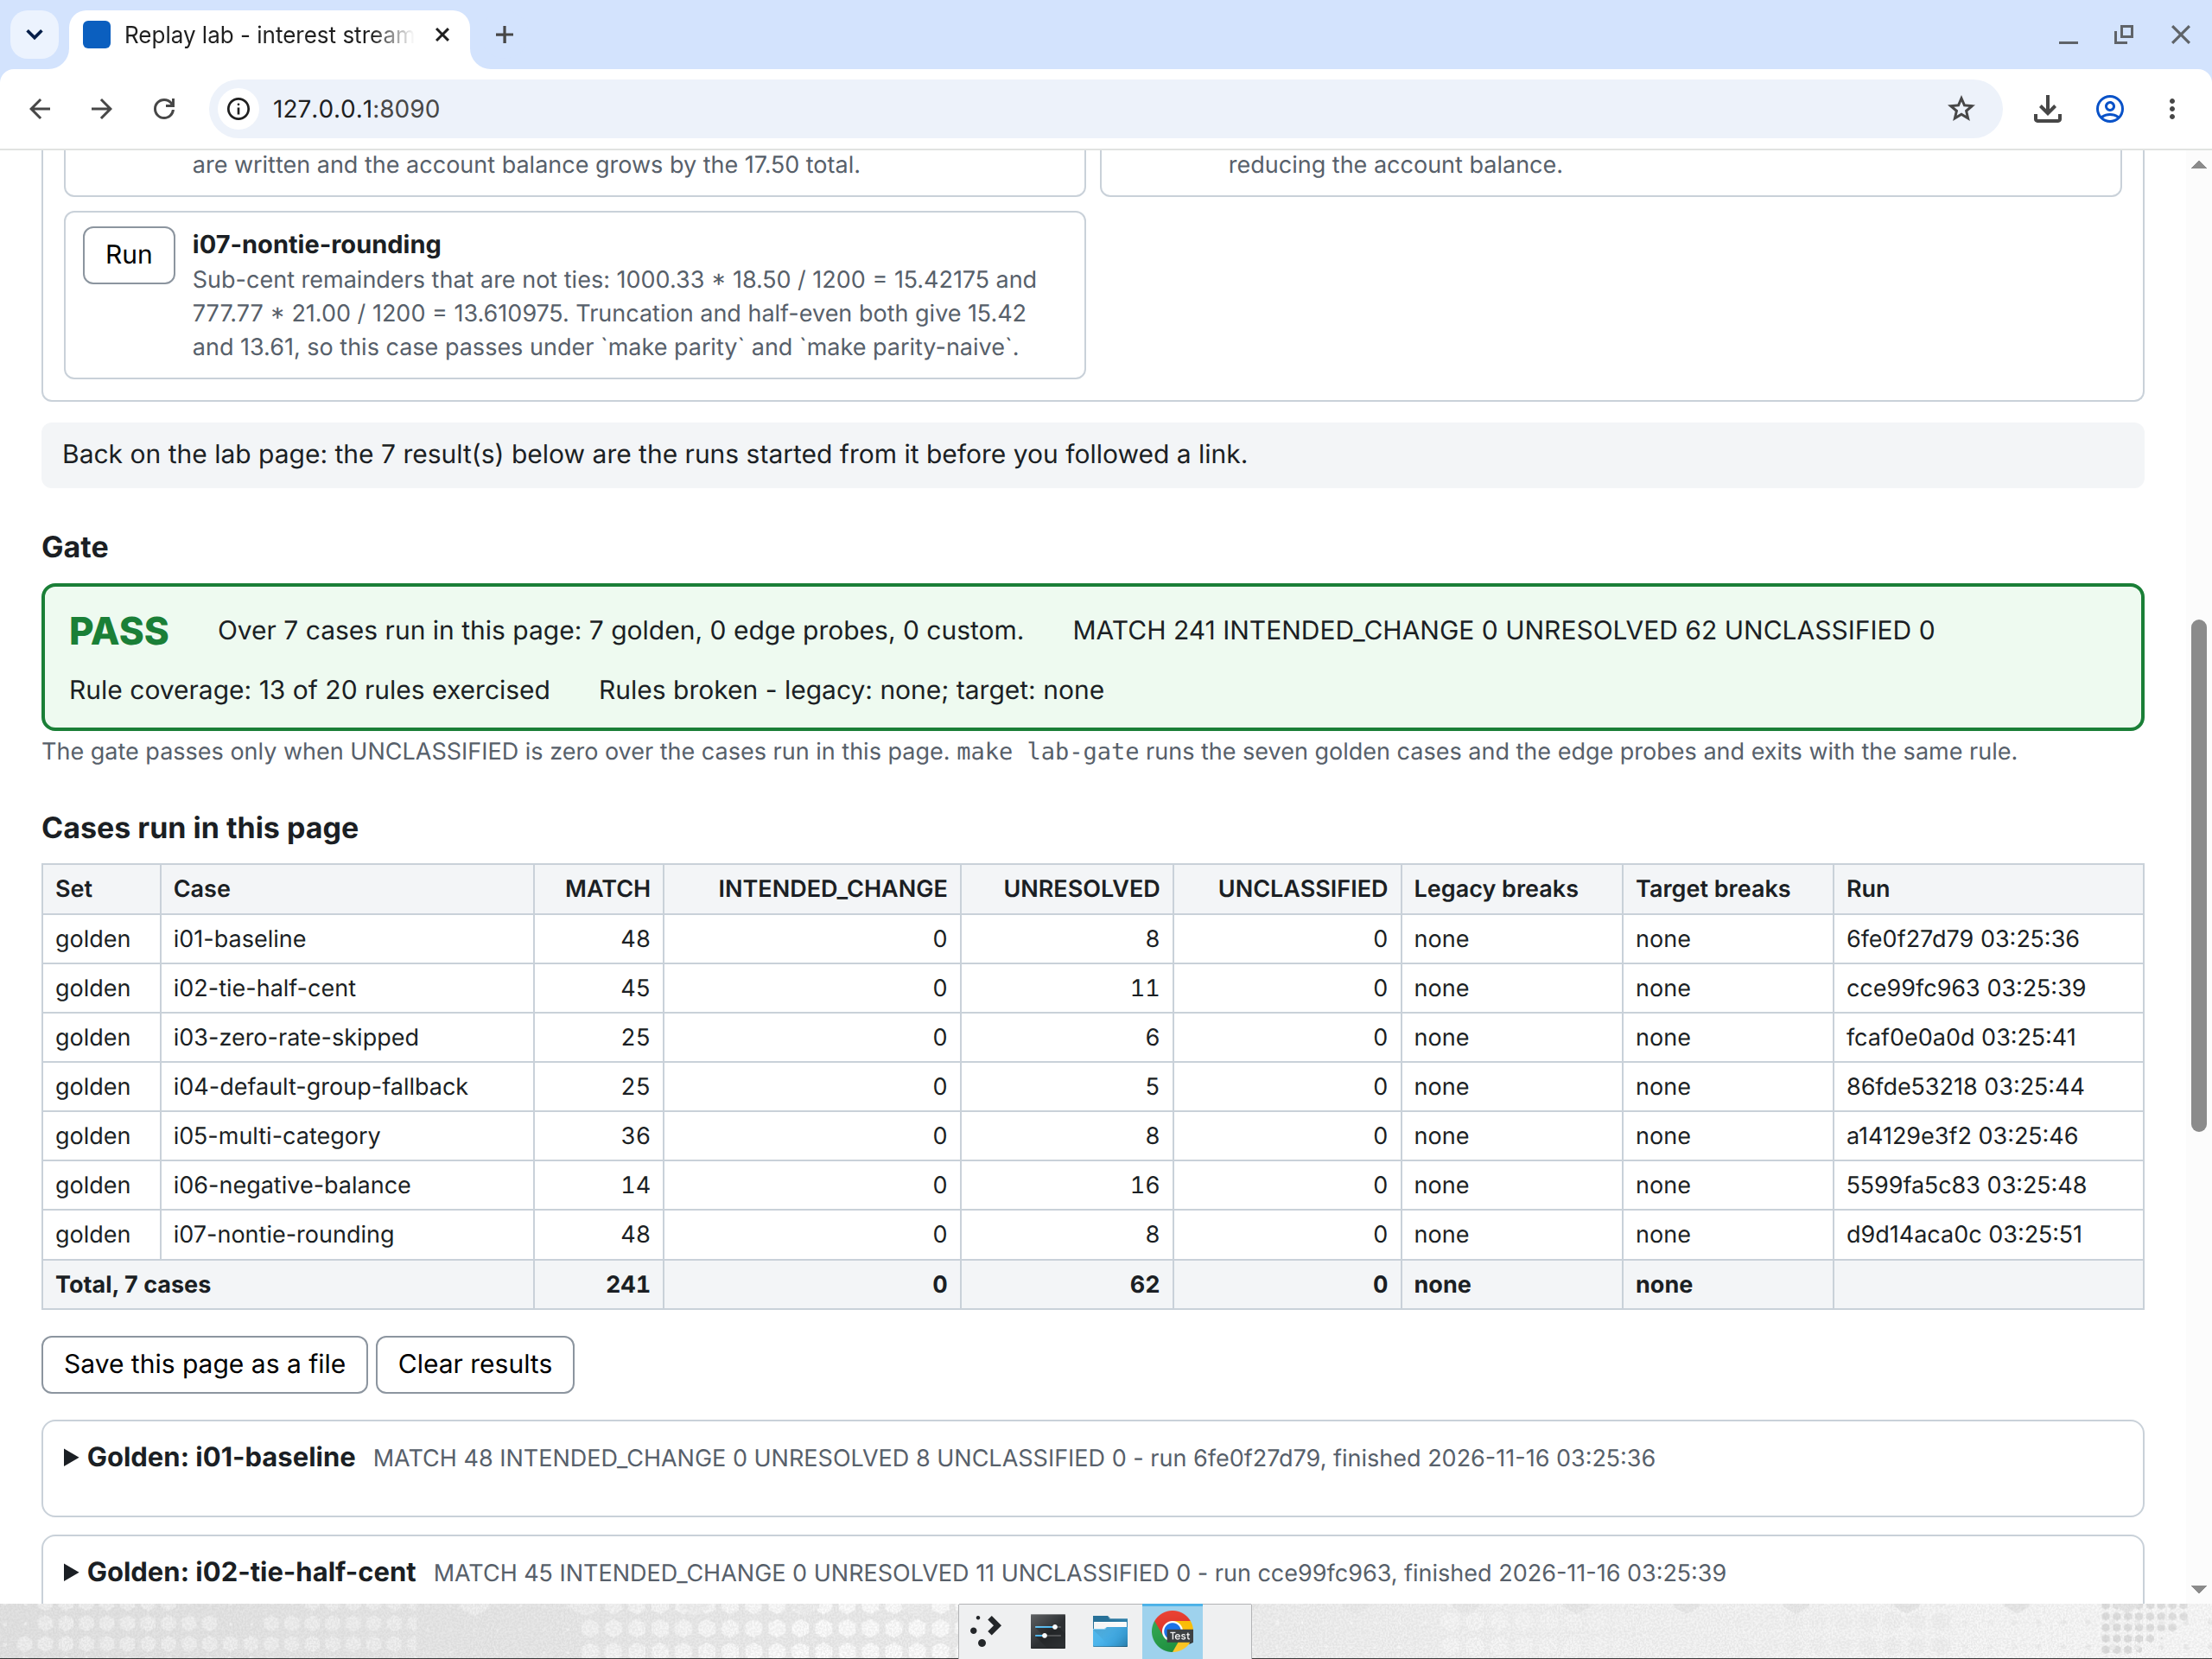 Replay lab - interest stream
127.0.0.1:8090
are written and the account balance grows by the 17.50 total.
reducing the account balance.
Run
i07-nontie-rounding
Sub-cent remainders that are not ties: 1000.33 * 18.50 / 1200 = 15.42175 and
777.77 * 21.00 / 1200 = 13.610975. Truncation and half-even both give 15.42
and 13.61, so this case passes under `make parity` and `make parity-naive`.
Back on the lab page: the 7 result(s) below are the runs started from it before you followed a link.
Gate
PASS Over 7 cases run in this page: 7 golden, 0 edge probes, 0 custom. MATCH 241 INTENDED_CHANGE 0 UNRESOLVED 62 UNCLASSIFIED 0
Rule coverage: 13 of 20 rules exercised Rules broken - legacy: none; target: none
The gate passes only when UNCLASSIFIED is zero over the cases run in this page. make lab-gate runs the seven golden cases and the edge probes and exits with the same rule.
Cases run in this page
Set Case MATCH INTENDED_CHANGE UNRESOLVED UNCLASSIFIED Legacy breaks Target breaks Run
golden i01-baseline 48 0 8 0 none none 6fe0f27d79 03:25:36
golden i02-tie-half-cent 45 0 11 0 none none cce99fc963 03:25:39
golden i03-zero-rate-skipped 25 0 6 0 none none fcaf0e0a0d 03:25:41
golden i04-default-group-fallback 25 0 5 0 none none 86fde53218 03:25:44
golden i05-multi-category 36 0 8 0 none none a14129e3f2 03:25:46
golden i06-negative-balance 14 0 16 0 none none 5599fa5c83 03:25:48
golden i07-nontie-rounding 48 0 8 0 none none d9d14aca0c 03:25:51
Total, 7 cases 241 0 62 0 none none
Save this page as a file Clear results
Golden: i01-baseline MATCH 48 INTENDED_CHANGE 0 UNRESOLVED 8 UNCLASSIFIED 0 - run 6fe0f27d79, finished 2026-11-16 03:25:36
Golden: i02-tie-half-cent MATCH 45 INTENDED_CHANGE 0 UNRESOLVED 11 UNCLASSIFIED 0 - run cce99fc963, finished 2026-11-16 03:25:39
Test